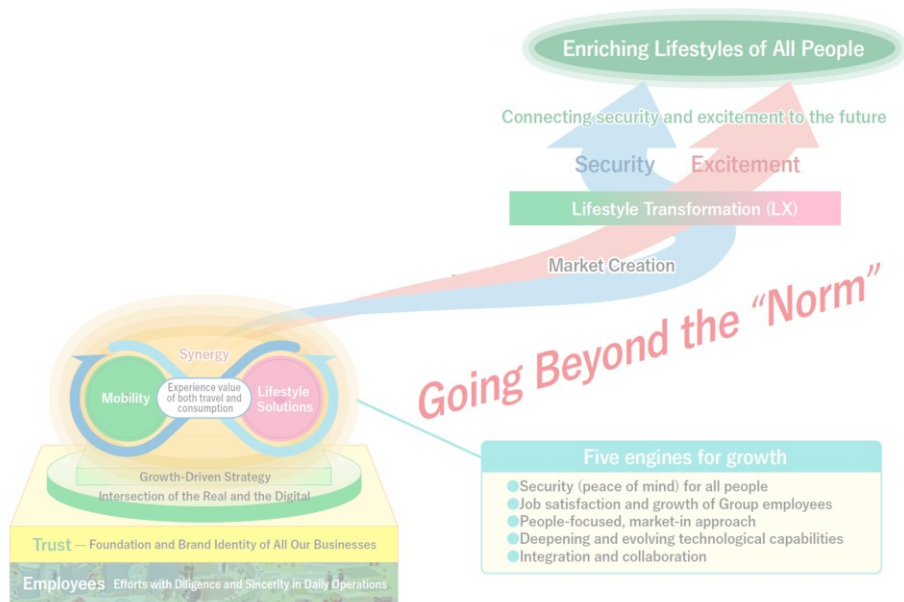 Enriching Lifestyles of All People
Connecting security and excitement to the future
Security
Excitement
Lifestyle Transformation (LX)
Market Creation
Going Beyond the “Norm”
Synergy
Mobility
Experience value
of both travel and
consumption
Lifestyle
Solutions
Growth-Driven Strategy
Intersection of the Real and the Digital
Trust — Foundation and Brand Identity of All Our Businesses
Employees Efforts with Diligence and Sincerity in Daily Operations
Five engines for growth
●Security (peace of mind) for all people
●Job satisfaction and growth of Group employees
●People-focused, market-in approach
●Deepening and evolving technological capabilities
●Integration and collaboration